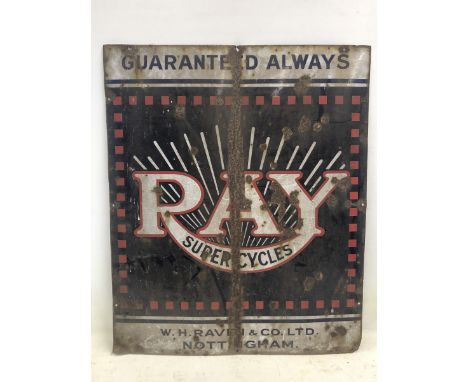 GUARANTEED ALWAYS
RAY
SUPER CYCLES
W.H. RAVEN & CO. LTD.
NOTTINGHAM.